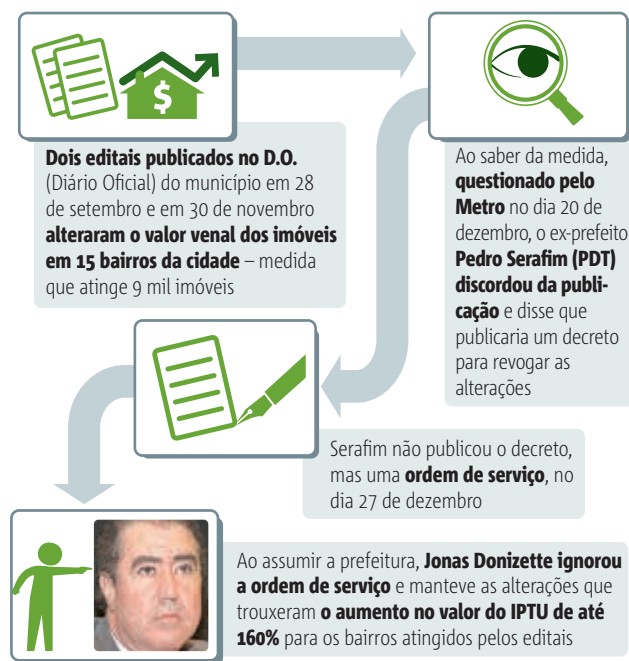 $
Dois editais publicados no D.O.
(Diário Oficial) do município em 28
de setembro e em 30 de novembro
alteraram o valor venal dos imóveis
em 15 bairros da cidade – medida
que atinge 9 mil imóveis
Ao saber da medida,
questionado pelo
Metro no dia 20 de
dezembro, o ex-prefeito
Pedro Serafim (PDT)
discordou da publi-
cação e disse que
publicaria um decreto
para revogar as
alterações
Serafim não publicou o decreto,
mas uma ordem de serviço, no
dia 27 de dezembro
Ao assumir a prefeitura, Jonas Donizette ignorou
a ordem de serviço e manteve as alterações que
trouxeram o aumento no valor do IPTU de até
160% para os bairros atingidos pelos editais